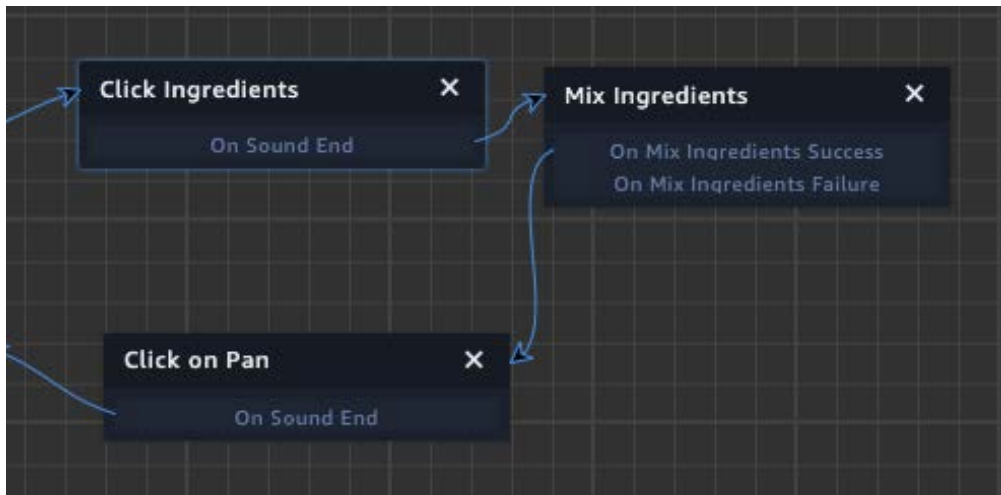 Click Ingredients
On Sound End
Mix Ingredients
On Mix Ingredients Success
On Mix Ingredients Failure
Click on Pan
On Sound End